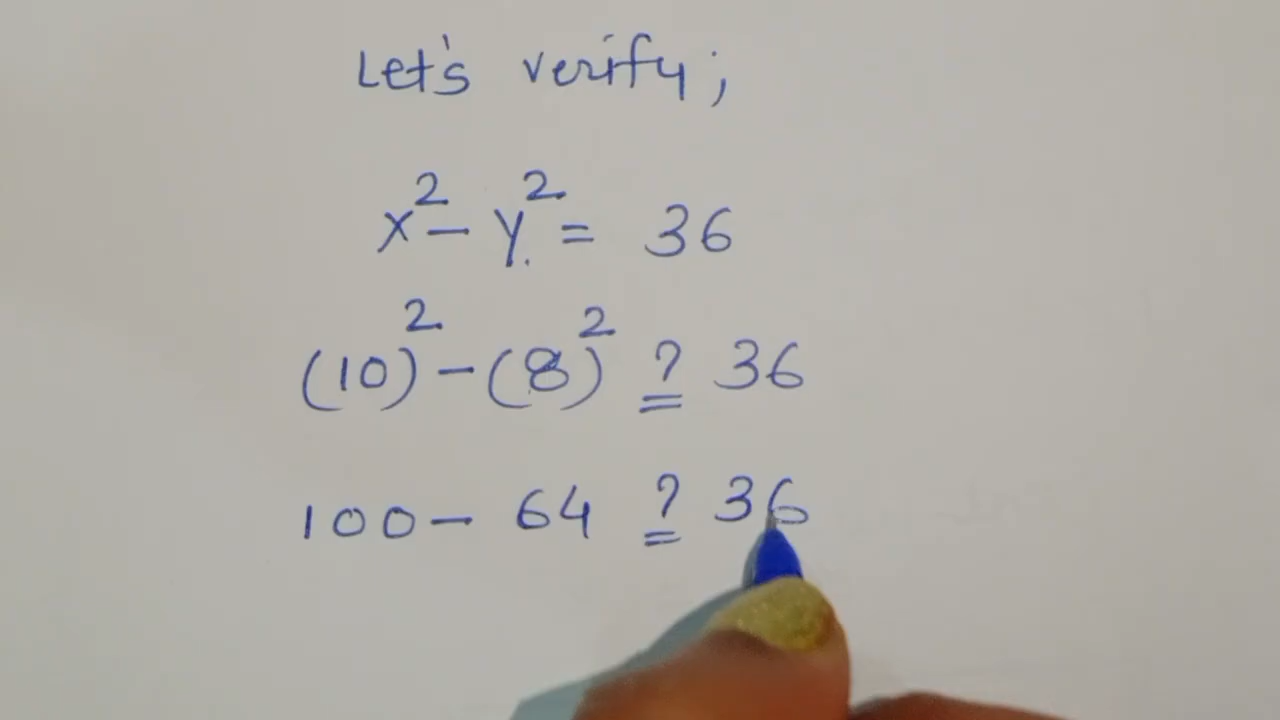 Let's verify;
x² - y² = 36
(10)² - (8)² ≟ 36
100 - 64 ≟ 36